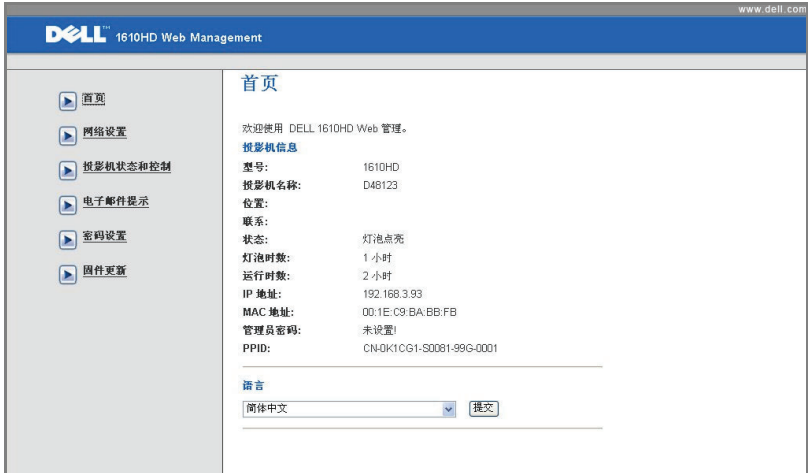 www.dell.com
DELL™ 1610HD Web Management
首页
网络设置
投影机状态和控制
电子邮件提示
密码设置
固件更新
首页
欢迎使用 DELL 1610HD Web 管理。
投影机信息
型号: 1610HD
投影机名称: D48123
位置:
联系:
状态: 灯泡点亮
灯泡时数: 1 小时
运行时数: 2 小时
IP 地址: 192.168.3.93
MAC 地址: 00:1E:C9:BA:BB:FB
管理员密码: 未设置!
PPID: CN-0K1CG1-S0081-99G-0001
语言
简体中文 提交